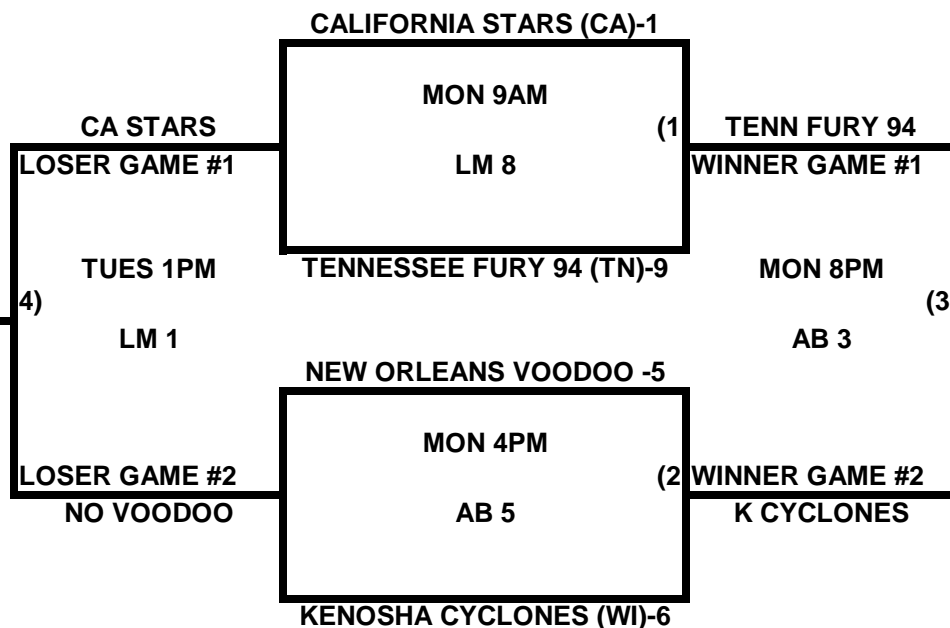 CALIFORNIA STARS (CA)-1
MON 9AM
CA STARS
(1
TENN FURY 94
LOSER GAME #1
LM 8
WINNER GAME #1
TUES 1PM
TENNESSEE FURY 94 (TN)-9
MON 8PM
4)
(3
LM 1
AB 3
NEW ORLEANS VOODOO -5
MON 4PM
LOSER GAME #2
(2
WINNER GAME #2
NO VOODOO
AB 5
K CYCLONES
KENOSHA CYCLONES (WI)-6